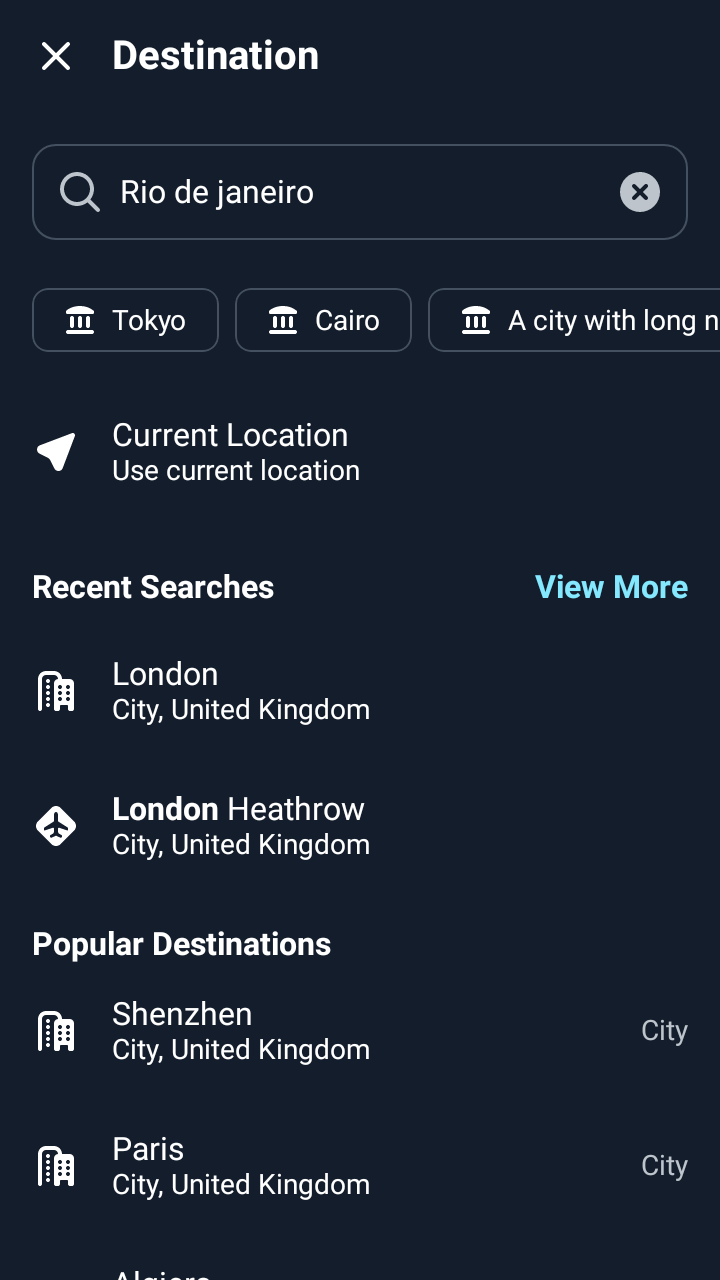 Destination
Rio de janeiro
Tokyo
Cairo
A city with long n
Current Location
Use current location
Recent Searches
View More
London
City, United Kingdom
London Heathrow
City, United Kingdom
Popular Destinations
Shenzhen
City, United Kingdom
City
Paris
City, United Kingdom
City